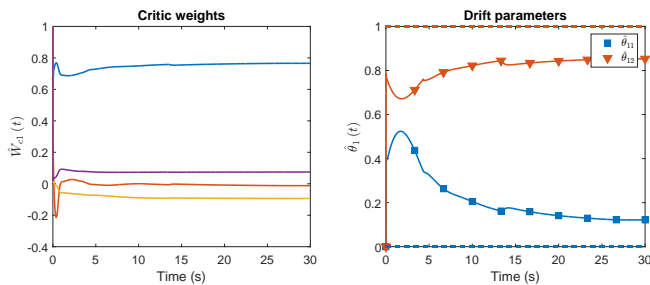 Critic weights
1
0.8
0.6
0.4
0.2
0
-0.2
-0.4
0 5 10 15 20 25 30
Time (s)
Ŵc1 (t)
Drift parameters
1
0.8
0.6
0.4
0.2
0
0 5 10 15 20 25 30
Time (s)
θ̂1 (t)
θ̂11
θ̂12